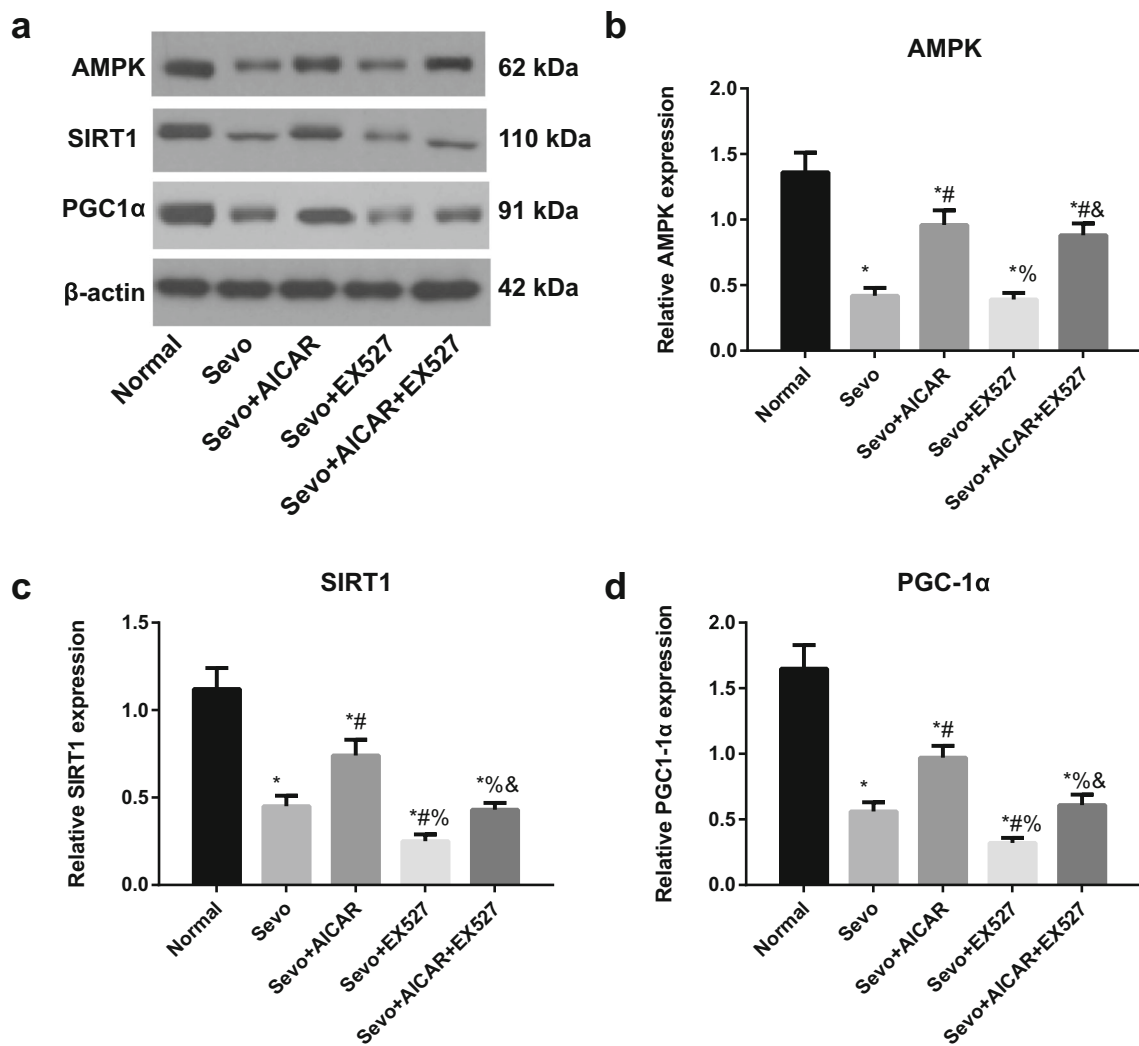 a
AMPK
62 kDa
SIRT1
110 kDa
PGC1α
91 kDa
β-actin
42 kDa
Normal
Sevo
Sevo+AICAR
Sevo+EX527
Sevo+AICAR+EX527
b
AMPK
Relative AMPK expression
2.0
1.5
1.0
0.5
0.0
*
*#
*%
*#&
Normal
Sevo
Sevo+AICAR
Sevo+EX527
Sevo+AICAR+EX527
c
SIRT1
Relative SIRT1 expression
1.5
1.0
0.5
0.0
*
*#
*#%
*%&
Normal
Sevo
Sevo+AICAR
Sevo+EX527
Sevo+AICAR+EX527
d
PGC-1α
Relative PGC1-1α expression
2.0
1.5
1.0
0.5
0.0
*
*#
*#%
*%&
Normal
Sevo
Sevo+AICAR
Sevo+EX527
Sevo+AICAR+EX527